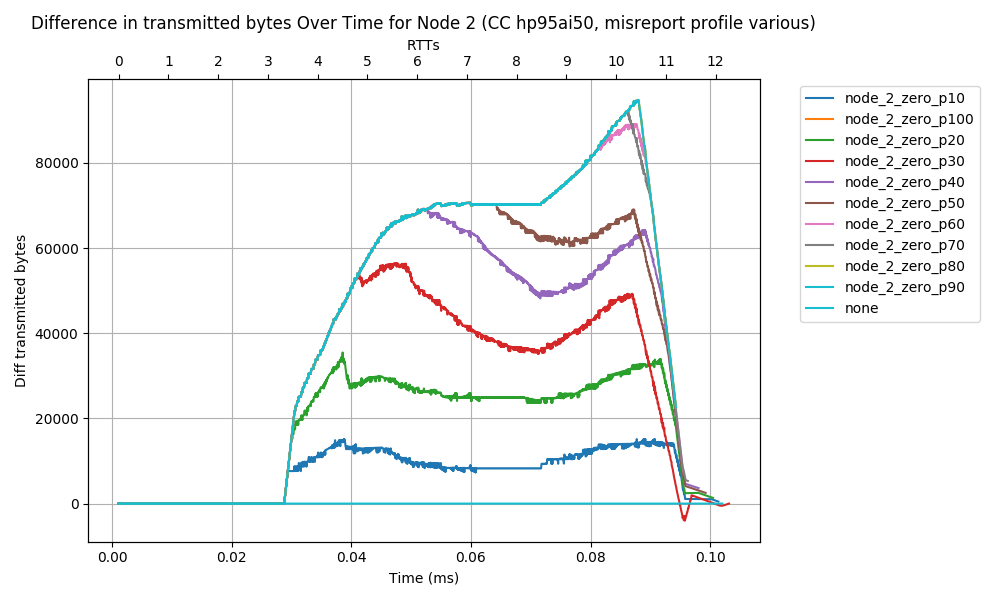 Difference in transmitted bytes Over Time for Node 2 (CC hp95ai50, misreport profile various)
RTTs
0 1 2 3 4 5 6 7 8 9 10 11 12
node_2_zero_p10
node_2_zero_p100
node_2_zero_p20
node_2_zero_p30
node_2_zero_p40
node_2_zero_p50
node_2_zero_p60
node_2_zero_p70
node_2_zero_p80
node_2_zero_p90
none
Diff transmitted bytes
80000
60000
40000
20000
0
0.00 0.02 0.04 0.06 0.08 0.10
Time (ms)